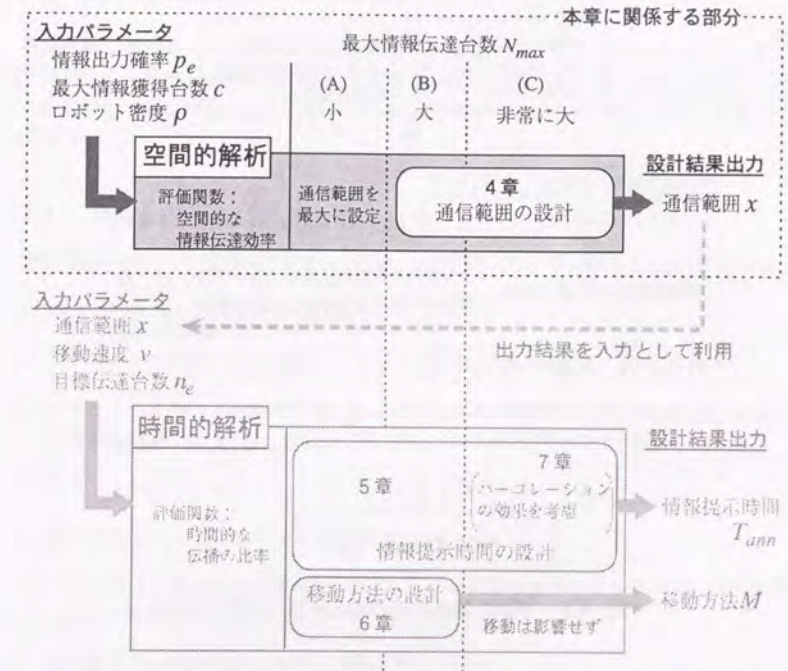 本章に関係する部分
入力パラメータ
情報出力確率 pe
最大情報獲得台数 c
ロボット密度 ρ
最大情報伝達台数 Nmax
(A) (B) (C)
小 大 非常に大
空間的解析
評価関数：
空間的な
情報伝達効率
通信範囲を
最大に設定
4章
通信範囲の設計
設計結果出力
通信範囲 x
入力パラメータ
通信範囲 x
移動速度 v
目標伝達台数 ne
出力結果を入力として利用
時間的解析
評価関数：
時間的な
伝播の比率
5章
7章
パーコレーション
の効果を考慮
情報提示時間の設計
移動方法の設計
6章
移動は影響せず
設計結果出力
情報提示時間
Tann
移動方法M